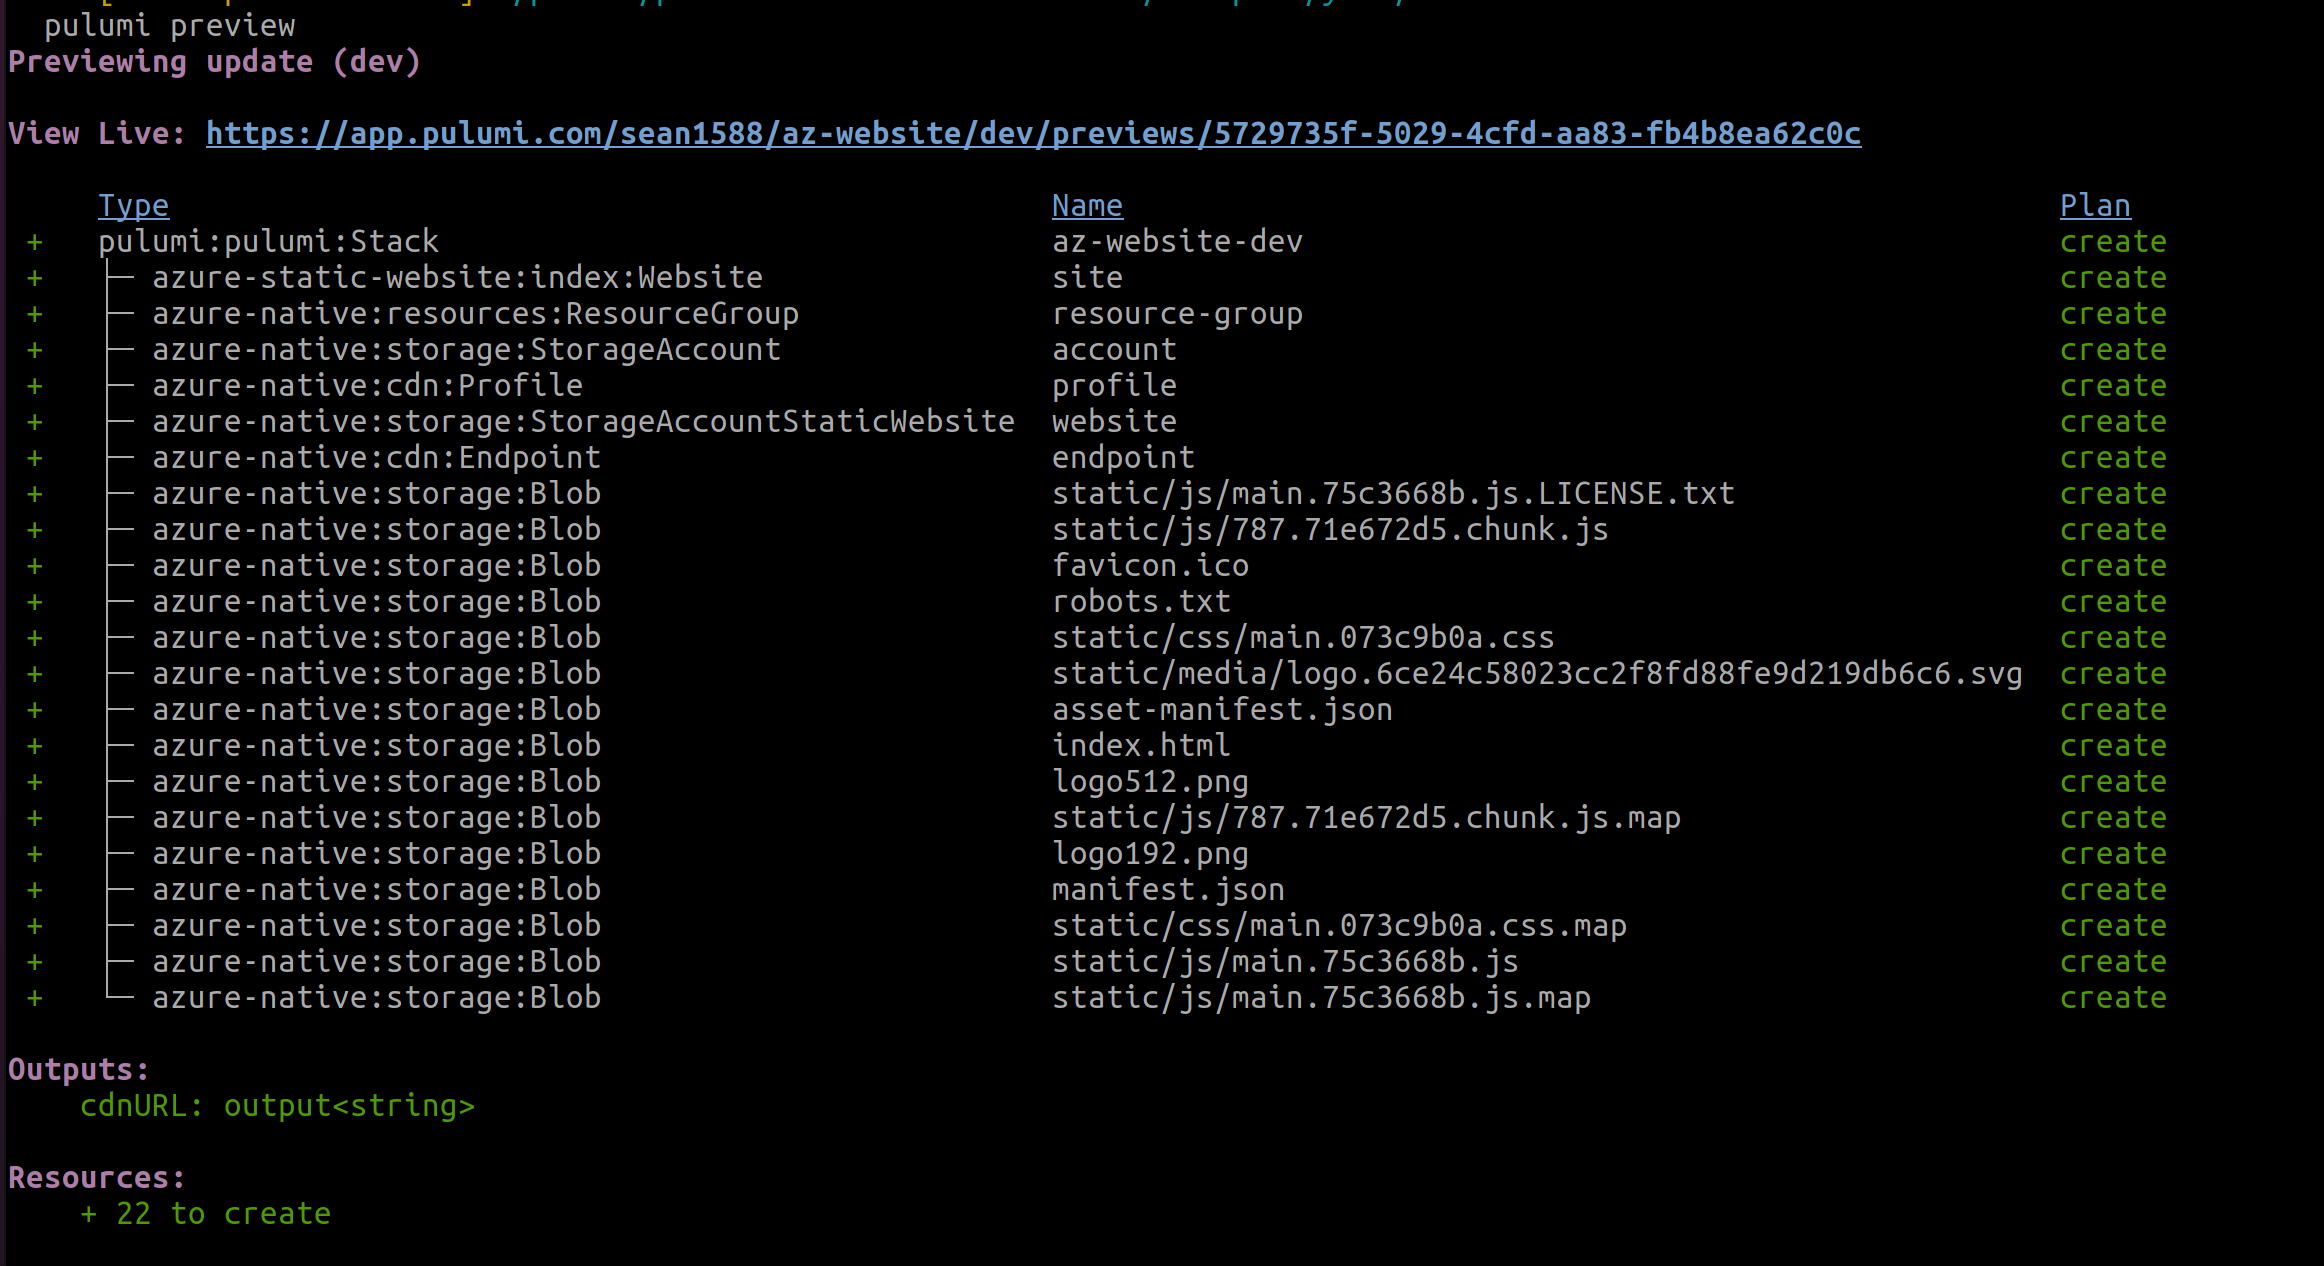 pulumi preview
Previewing update (dev)
View Live: https://app.pulumi.com/sean1588/az-website/dev/previews/5729735f-5029-4cfd-aa83-fb4b8ea62c0c
Type Name Plan
+ pulumi:pulumi:Stack az-website-dev create
+ ├─ azure-static-website:index:Website site create
+ ├─ azure-native:resources:ResourceGroup resource-group create
+ ├─ azure-native:storage:StorageAccount account create
+ ├─ azure-native:cdn:Profile profile create
+ ├─ azure-native:storage:StorageAccountStaticWebsite website create
+ ├─ azure-native:cdn:Endpoint endpoint create
+ ├─ azure-native:storage:Blob static/js/main.75c3668b.js.LICENSE.txt create
+ ├─ azure-native:storage:Blob static/js/787.71e672d5.chunk.js create
+ ├─ azure-native:storage:Blob favicon.ico create
+ ├─ azure-native:storage:Blob robots.txt create
+ ├─ azure-native:storage:Blob static/css/main.073c9b0a.css create
+ ├─ azure-native:storage:Blob static/media/logo.6ce24c58023cc2f8fd88fe9d219db6c6.svg create
+ ├─ azure-native:storage:Blob asset-manifest.json create
+ ├─ azure-native:storage:Blob index.html create
+ ├─ azure-native:storage:Blob logo512.png create
+ ├─ azure-native:storage:Blob static/js/787.71e672d5.chunk.js.map create
+ ├─ azure-native:storage:Blob logo192.png create
+ ├─ azure-native:storage:Blob manifest.json create
+ ├─ azure-native:storage:Blob static/css/main.073c9b0a.css.map create
+ ├─ azure-native:storage:Blob static/js/main.75c3668b.js create
+ └─ azure-native:storage:Blob static/js/main.75c3668b.js.map create
Outputs:
cdnURL: output<string>
Resources:
+ 22 to create